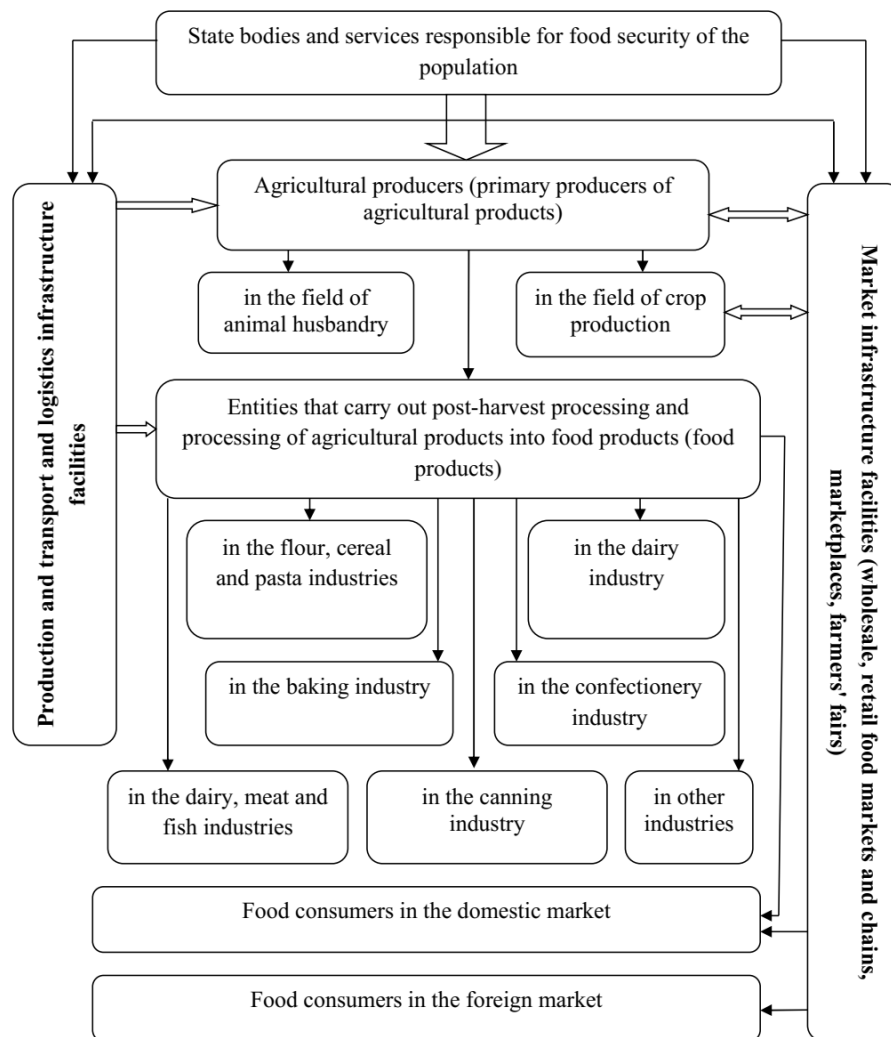 State bodies and services responsible for food security of the
population
Agricultural producers (primary producers of
agricultural products)
in the field of
animal husbandry
in the field of crop
production
Production and transport and logistics infrastructure
facilities
Market infrastructure facilities (wholesale, retail food markets and chains,
marketplaces, farmers' fairs)
Entities that carry out post-harvest processing and
processing of agricultural products into food products (food
products)
in the flour, cereal
and pasta industries
in the dairy
industry
in the baking industry
in the confectionery
industry
in the dairy, meat and
fish industries
in the canning
industry
in other
industries
Food consumers in the domestic market
Food consumers in the foreign market